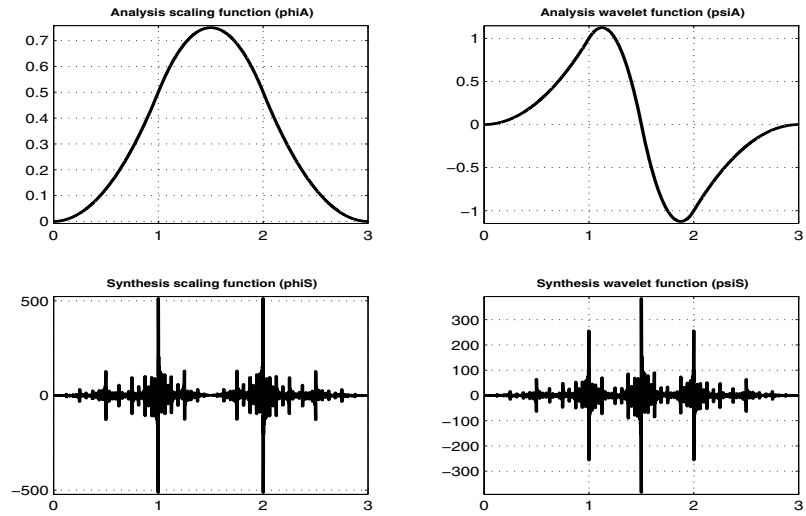 Analysis scaling function (phiA)
0.7
0.6
0.5
0.4
0.3
0.2
0.1
0
0 1 2 3
Analysis wavelet function (psiA)
1
0.5
0
−0.5
−1
0 1 2 3
Synthesis scaling function (phiS)
500
0
−500
0 1 2 3
Synthesis wavelet function (psiS)
300
200
100
0
−100
−200
−300
0 1 2 3